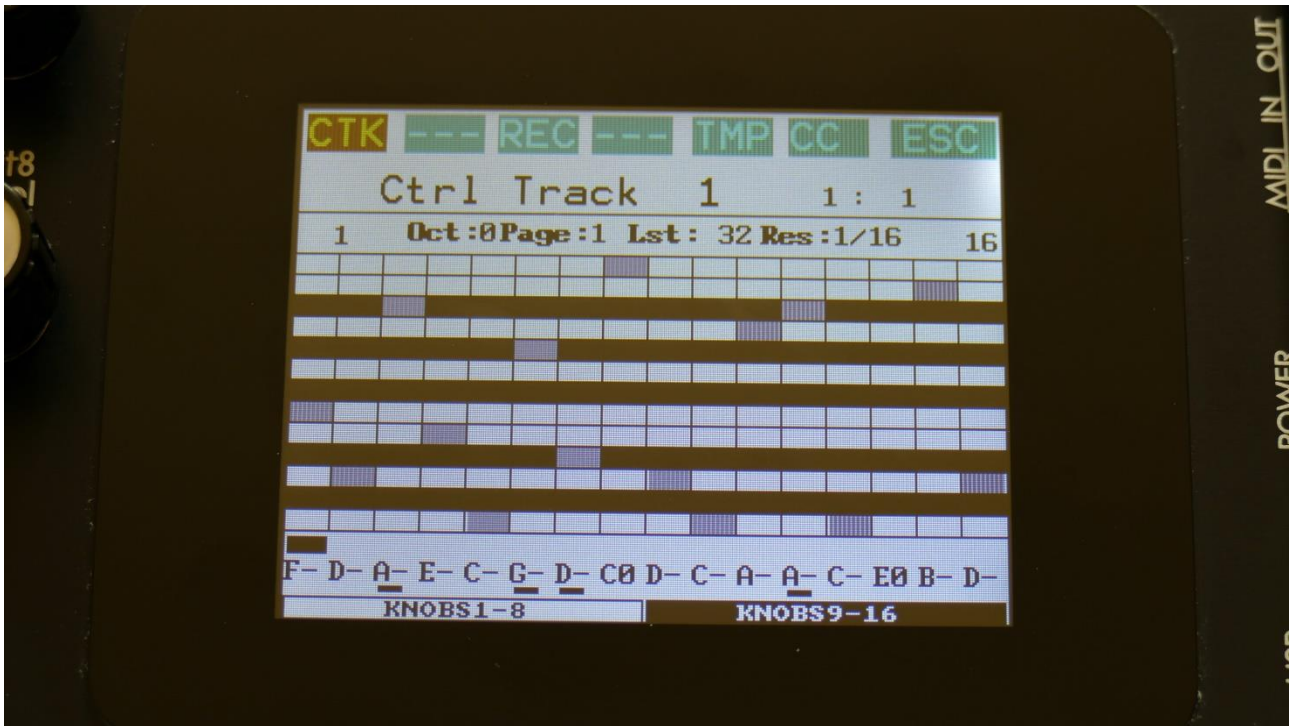 CTK --- REC --- TMP CC ESC
Ctrl Track 1 1: 1
1 Oct:0 Page:1 Lst: 32 Res:1/16 16
F- D- A- E- C- G- D- C0 D- C- A- A- C- E0 B- D-
KNOBS1-8 KNOBS9-16
t8
MIDI IN OUT
POWER